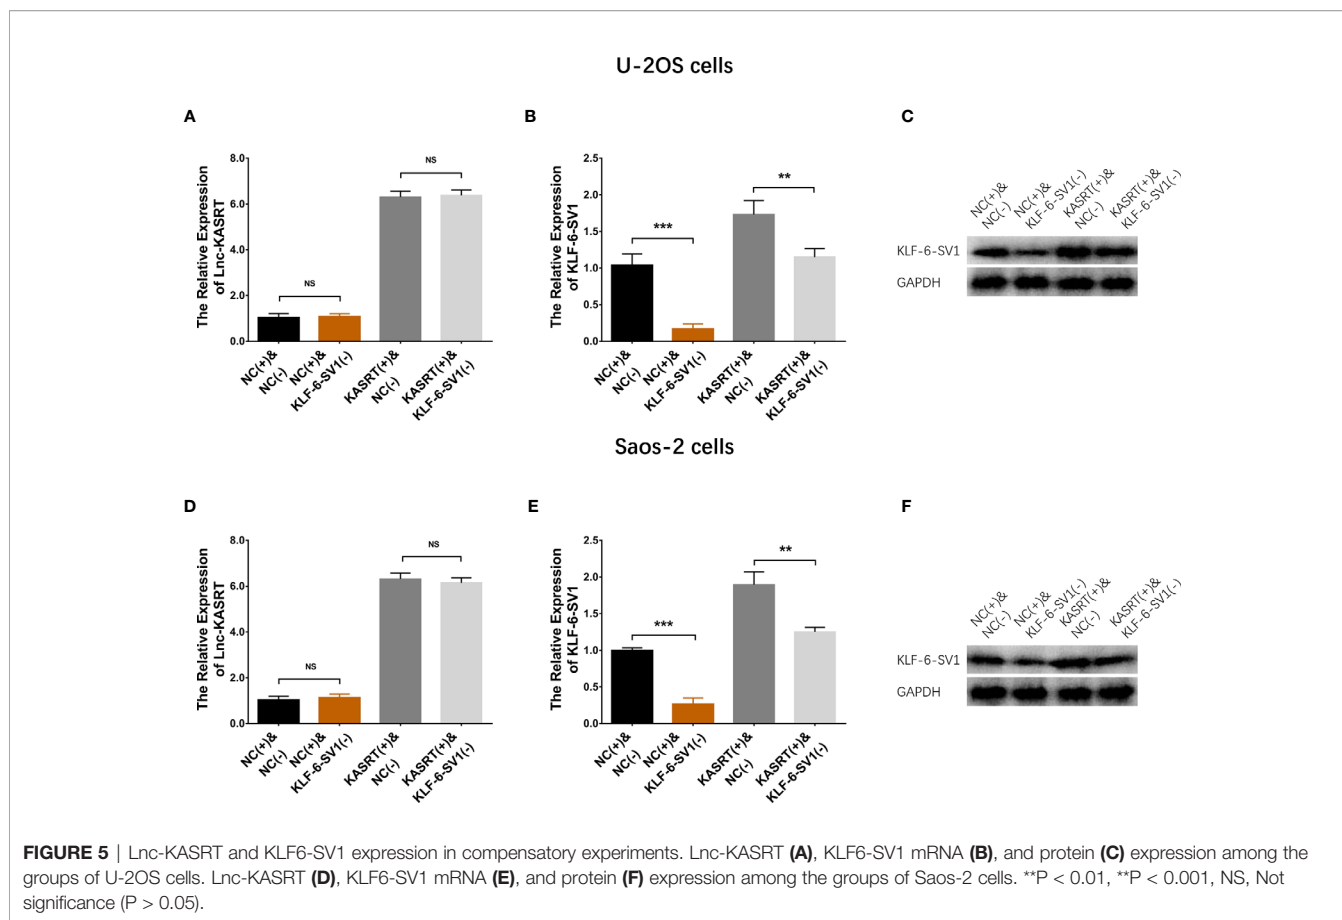 U-2OS cells
A
B
C
The Relative Expression
of Lnc-KASRT
8.0
6.0
4.0
2.0
0.0
NS
NS
NC(+)&
NC(-)
NC(+)&
KLF-6-SV1(-)
KASRT(+)&
NC(-)
KASRT(+)&
KLF-6-SV1(-)
The Relative Expression
of KLF-6-SV1
2.5
2.0
1.5
1.0
0.5
0.0
***
**
NC(+)&
NC(-)
NC(+)&
KLF-6-SV1(-)
KASRT(+)&
NC(-)
KASRT(+)&
KLF-6-SV1(-)
NC(+)&
NC(-)
NC(+)&
KLF-6-SV1(-)
KASRT(+)&
NC(-)
KASRT(+)&
KLF-6-SV1(-)
KLF-6-SV1
GAPDH
Saos-2 cells
D
E
F
The Relative Expression
of Lnc-KASRT
8.0
6.0
4.0
2.0
0.0
NS
NS
NC(+)&
NC(-)
NC(+)&
KLF-6-SV1(-)
KASRT(+)&
NC(-)
KASRT(+)&
KLF-6-SV1(-)
The Relative Expression
of KLF-6-SV1
2.5
2.0
1.5
1.0
0.5
0.0
***
**
NC(+)&
NC(-)
NC(+)&
KLF-6-SV1(-)
KASRT(+)&
NC(-)
KASRT(+)&
KLF-6-SV1(-)
NC(+)&
NC(-)
NC(+)&
KLF-6-SV1(-)
KASRT(+)&
NC(-)
KASRT(+)&
KLF-6-SV1(-)
KLF-6-SV1
GAPDH
FIGURE 5 | Lnc-KASRT and KLF6-SV1 expression in compensatory experiments. Lnc-KASRT (A), KLF6-SV1 mRNA (B), and protein (C) expression among the
groups of U-2OS cells. Lnc-KASRT (D), KLF6-SV1 mRNA (E), and protein (F) expression among the groups of Saos-2 cells. **P < 0.01, **P < 0.001, NS, Not
significance (P > 0.05).